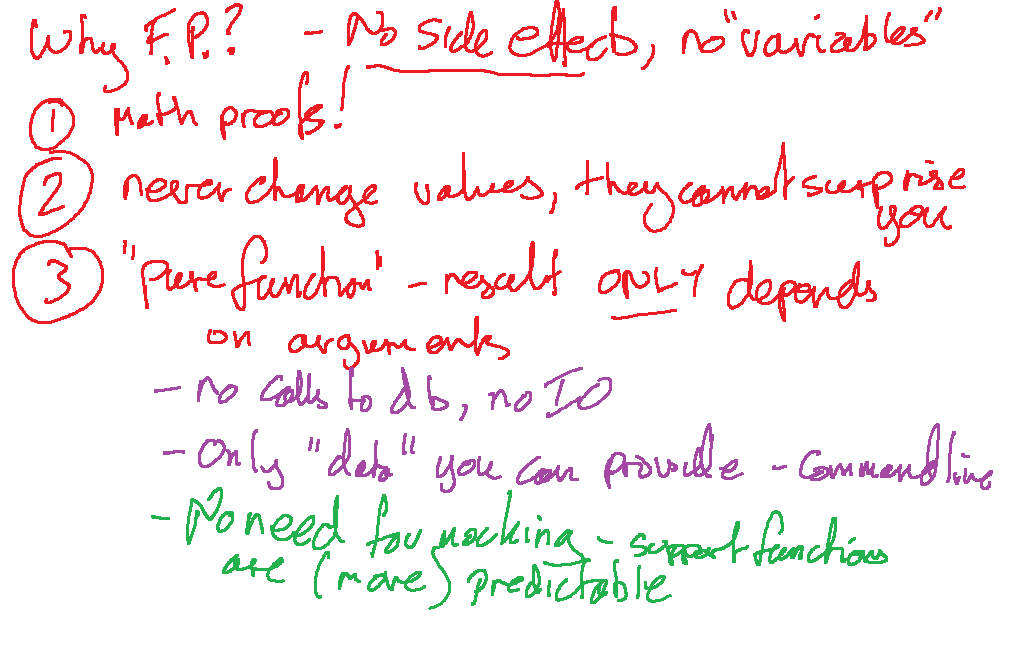 Why F.P.? - No side effects, no "variables"
① Math proofs!
② never change values, they cannot surprise
you
③ "Pure function" - result ONLY depends
on arguments
- no calls to db, no IO
- Only "data" you can provide - commandline
- No need for mocking - support functions
are (more) predictable